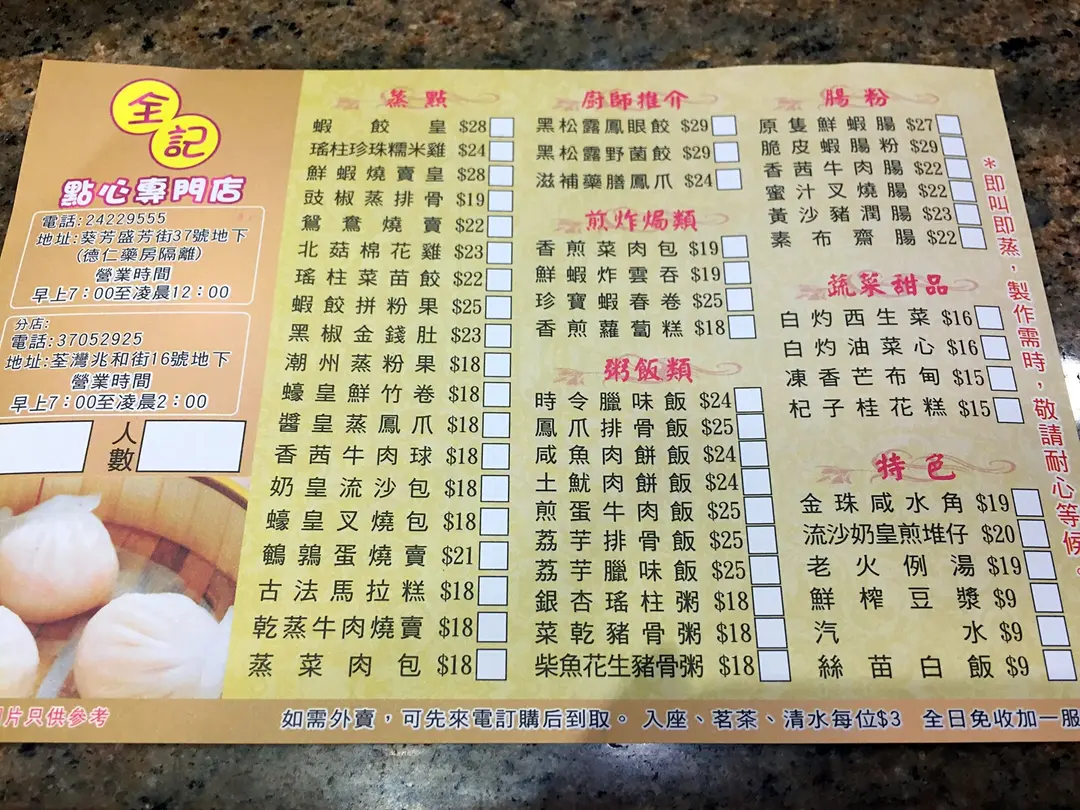 全記
點心專門店
電話:24229555
地址:葵芳盛芳街37號地下
(德仁藥房隔離)
營業時間
早上7:00至凌晨12:00
分店:
電話:37052925
地址:荃灣兆和街16號地下
營業時間
早上7:00至凌晨2:00
人數
片只供參考
蒸點
蝦餃皇 $28
瑤柱珍珠糯米雞 $24
鮮蝦燒賣皇 $28
豉椒蒸排骨 $19
鴛鴦燒賣 $22
北菇棉花雞 $23
瑤柱菜苗餃 $22
蝦餃拼粉果 $25
黑椒金錢肚 $23
潮州蒸粉果 $18
蠔皇鮮竹卷 $18
醬皇蒸鳳爪 $18
香茜牛肉球 $18
奶皇流沙包 $18
蠔皇叉燒包 $18
鵪鶉蛋燒賣 $21
古法馬拉糕 $18
乾蒸牛肉燒賣 $18
蒸菜肉包 $18
廚師推介
黑松露鳳眼餃 $29
黑松露野菌餃 $29
滋補藥膳鳳爪 $24
煎炸焗類
香煎菜肉包 $19
鮮蝦炸雲吞 $19
珍寶蝦春卷 $25
香煎蘿蔔糕 $18
粥飯類
時令臘味飯 $24
鳳爪排骨飯 $25
咸魚肉餅飯 $24
土魷肉餅飯 $24
煎蛋牛肉飯 $25
荔芋排骨飯 $25
荔芋臘味飯 $25
銀杏瑤柱粥 $18
菜乾豬骨粥 $18
柴魚花生豬骨粥 $18
腸粉
原隻鮮蝦腸 $27
脆皮蝦腸粉 $29
香茜牛肉腸 $22
蜜汁叉燒腸 $22
黃沙豬潤腸 $23
素布齋腸 $22
蔬菜甜品
白灼西生菜 $16
白灼油菜心 $16
凍香芒布甸 $15
杞子桂花糕 $15
特色
金珠咸水角 $19
流沙奶皇煎堆仔 $20
老火例湯 $19
鮮榨豆漿 $9
汽水 $9
絲苗白飯 $9
*即叫即蒸,製作需時,敬請耐心等候。
如需外賣,可先來電訂購后到取。 入座、茗茶、清水每位$3 全日免收加一服